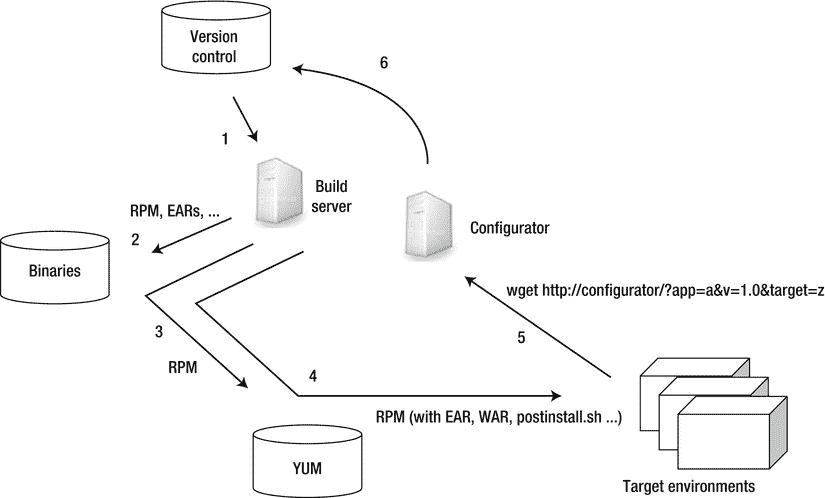 Version
control
6
1
Build
server
RPM, EARs, ...
2
Configurator
Binaries
wget http://configurator/?app=a&v=1.0&target=z
3
5
RPM
4
RPM (with EAR, WAR, postinstall.sh ...)
YUM
Target environments